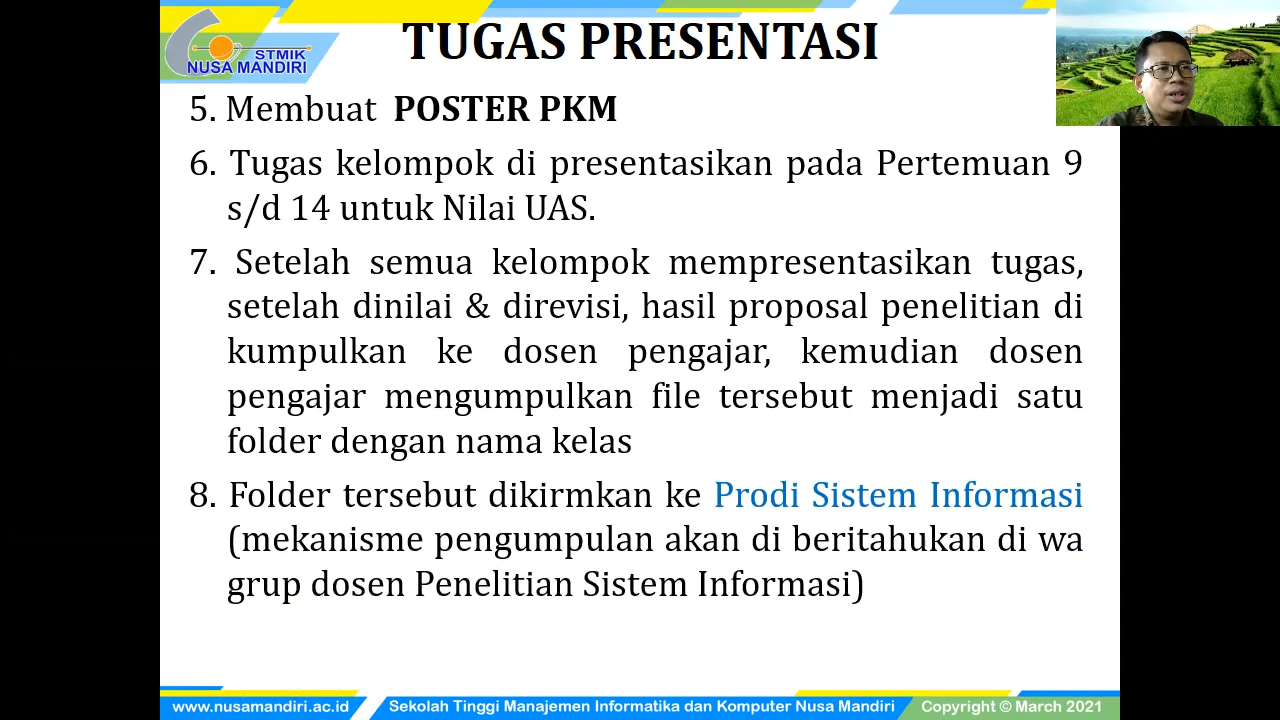 TUGAS PRESENTASI
STMIK
NUSA MANDIRI
5. Membuat POSTER PKM
6. Tugas kelompok di presentasikan pada Pertemuan 9
s/d 14 untuk Nilai UAS.
7. Setelah semua kelompok mempresentasikan tugas,
setelah dinilai & direvisi, hasil proposal penelitian di
kumpulkan ke dosen pengajar, kemudian dosen
pengajar mengumpulkan file tersebut menjadi satu
folder dengan nama kelas
8. Folder tersebut dikirmkan ke Prodi Sistem Informasi
(mekanisme pengumpulan akan di beritahukan di wa
grup dosen Penelitian Sistem Informasi)
www.nusamandiri.ac.id
Sekolah Tinggi Manajemen Informatika dan Komputer Nusa Mandiri
Copyright © March 2021